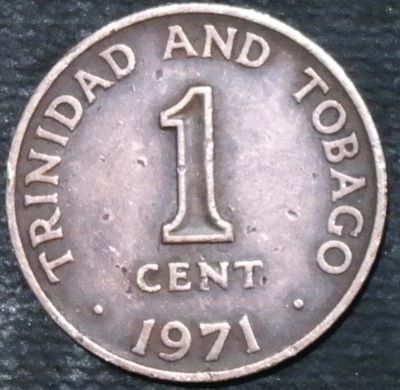 TRINIDAD AND TOBAGO
1
CENT
· 1971 ·